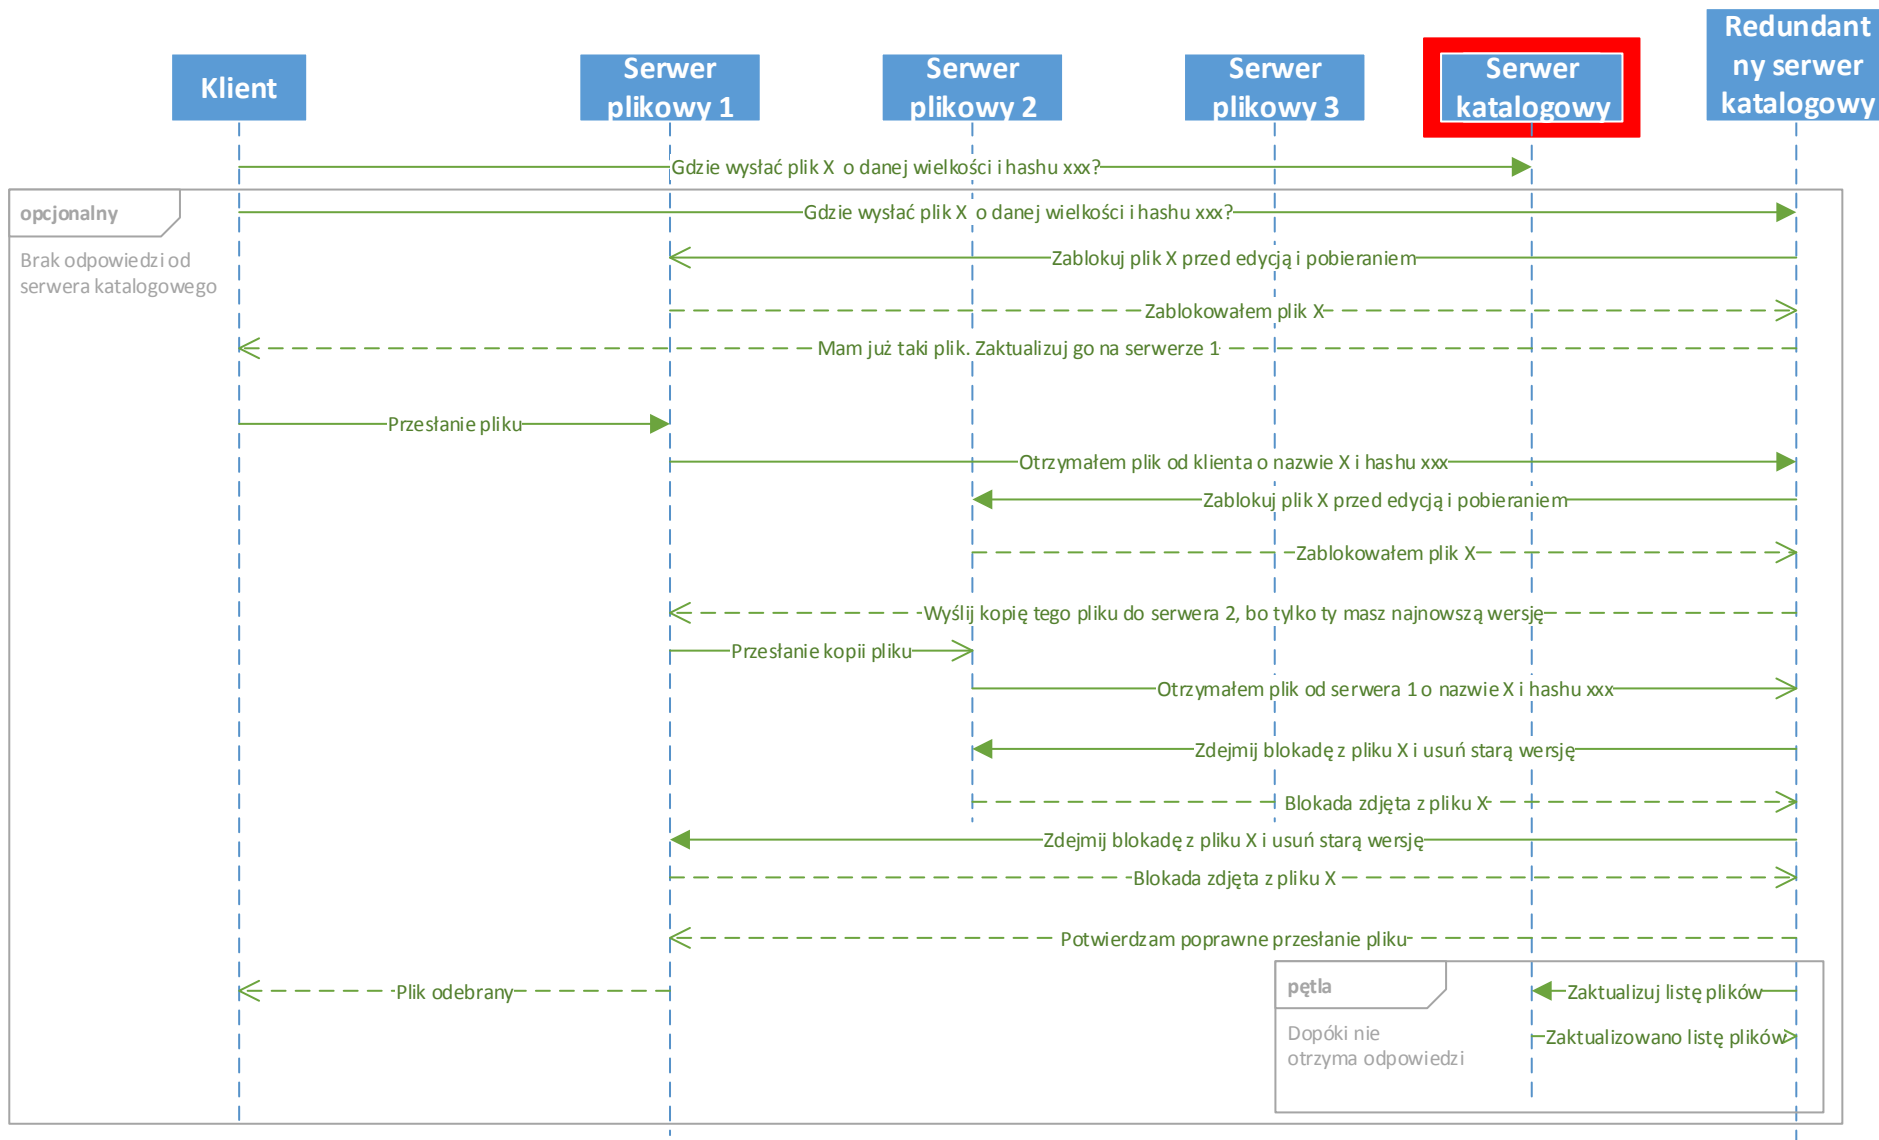 Klient
Serwer
plikowy 1
Serwer
plikowy 2
Serwer
plikowy 3
Serwer
katalogowy
Redundant
ny serwer
katalogowy
Gdzie wysłać plik X o danej wielkości i hashu xxx?
opcjonalny
Gdzie wysłać plik X o danej wielkości i hashu xxx?
Brak odpowiedzi od
serwera katalogowego
Zablokuj plik X przed edycją i pobieraniem
Zablokowałem plik X
Mam już taki plik. Zaktualizuj go na serwerze 1
Przesłanie pliku
Otrzymałem plik od klienta o nazwie X i hashu xxx
Zablokuj plik X przed edycją i pobieraniem
Zablokowałem plik X
Wyślij kopię tego pliku do serwera 2, bo tylko ty masz najnowszą wersję
Przesłanie kopii pliku
Otrzymałem plik od serwera 1 o nazwie X i hashu xxx
Zdejmij blokadę z pliku X i usuń starą wersję
Blokada zdjęta z pliku X
Zdejmij blokadę z pliku X i usuń starą wersję
Blokada zdjęta z pliku X
Potwierdzam poprawne przesłanie pliku
Plik odebrany
pętla
Zaktualizuj listę plików
Dopóki nie
otrzyma odpowiedzi
Zaktualizowano listę plików